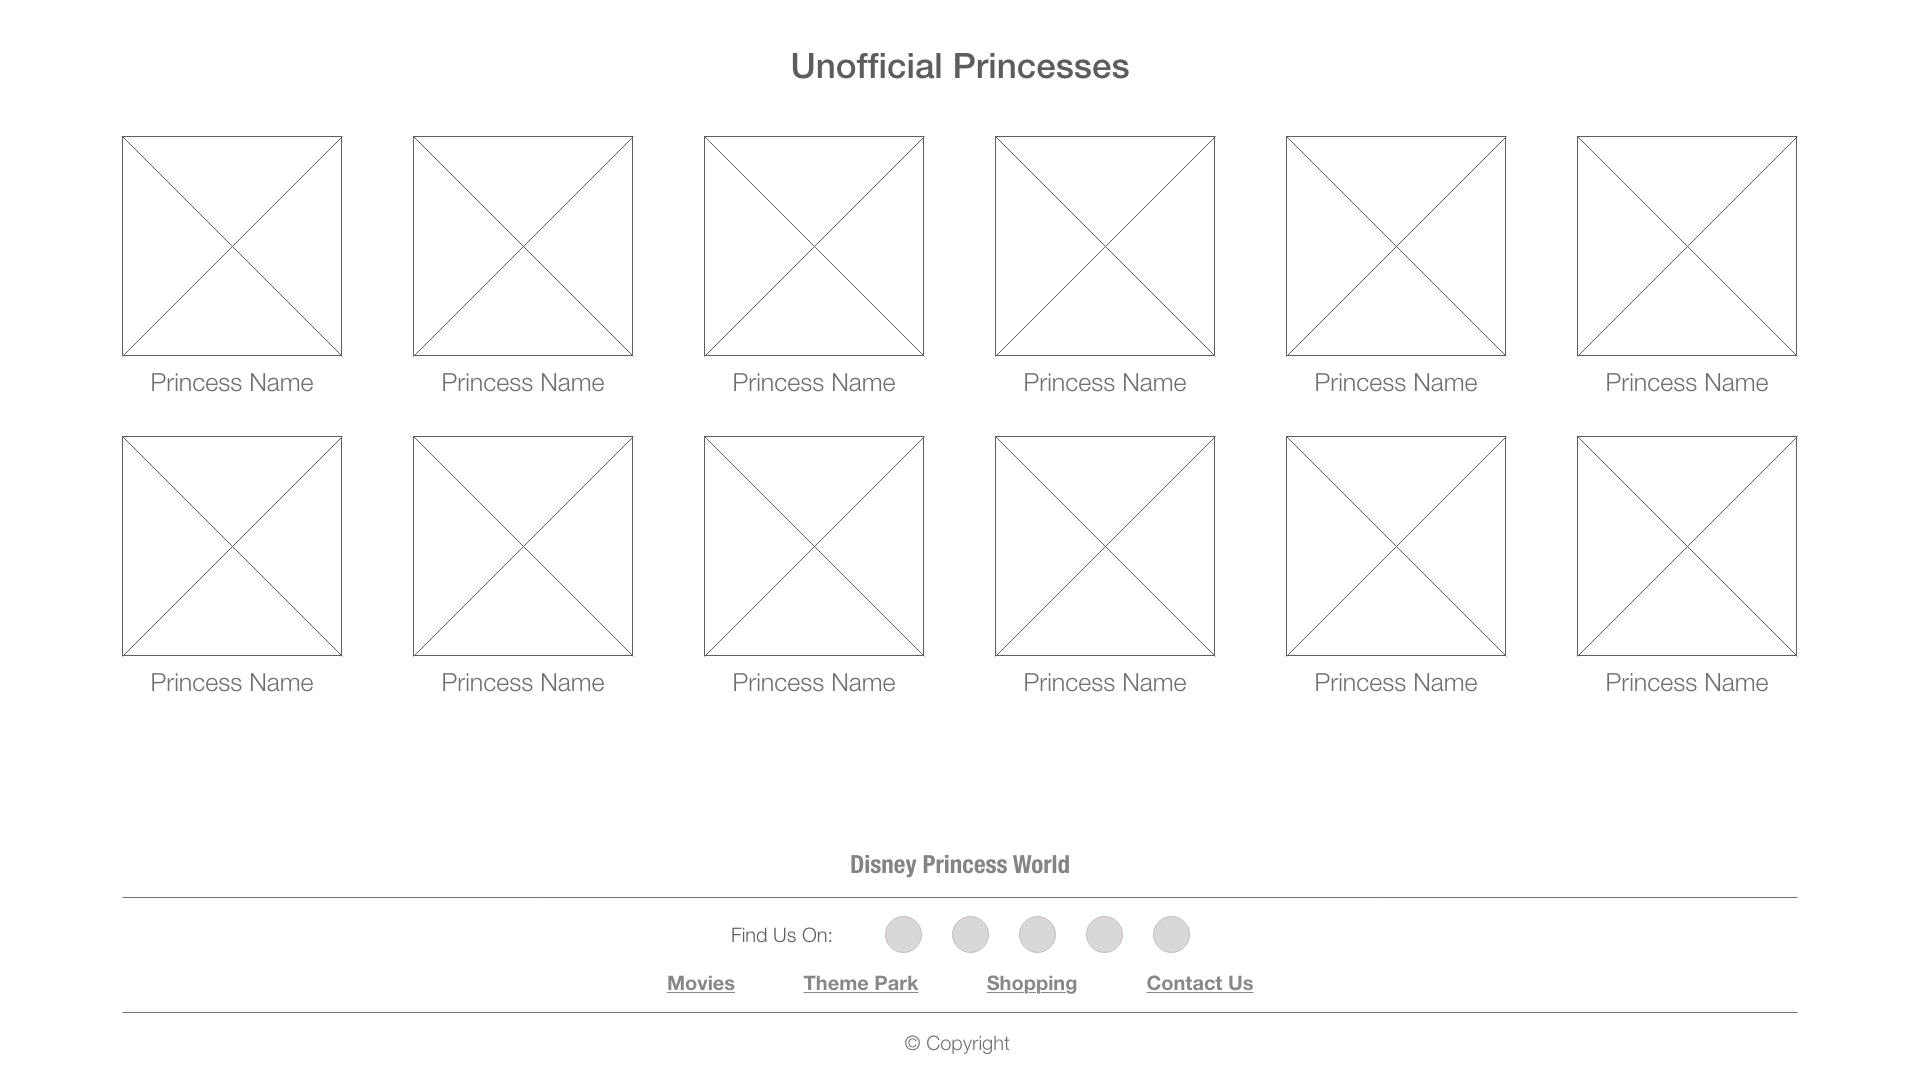 Unofficial Princesses
Princess Name Princess Name Princess Name Princess Name Princess Name Princess Name
Princess Name Princess Name Princess Name Princess Name Princess Name Princess Name
Disney Princess World
Find Us On:
Movies Theme Park Shopping Contact Us
© Copyright